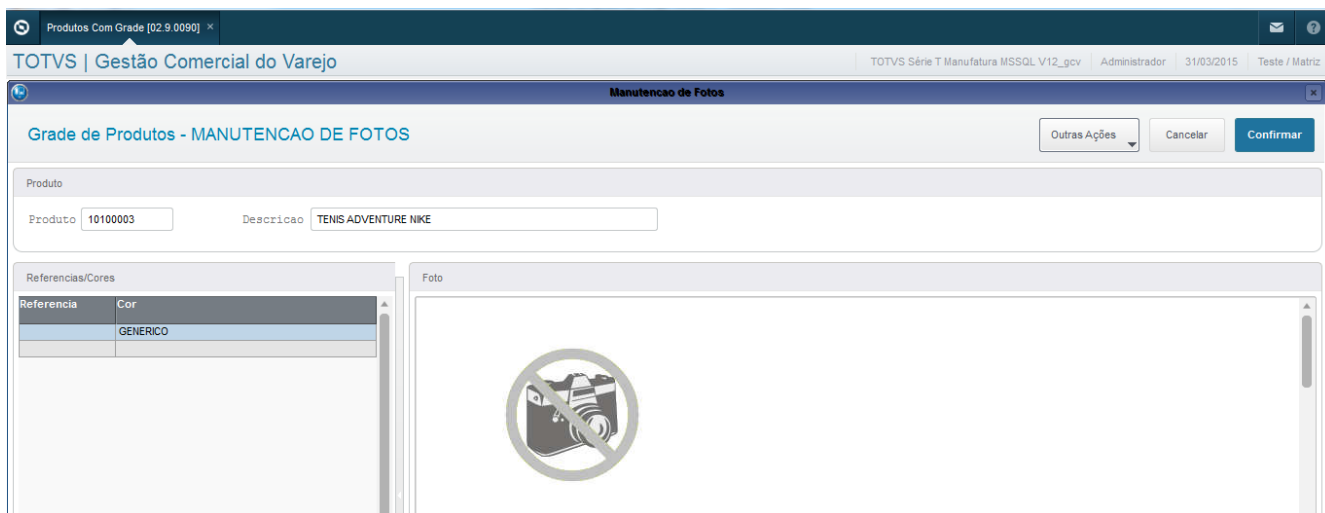 Produtos Com Grade [02.9.0090] ×
TOTVS | Gestão Comercial do Varejo
TOTVS Série T Manufatura MSSQL V12_gcv Administrador 31/03/2015 Teste / Matriz
Manutencao de Fotos
Grade de Produtos - MANUTENCAO DE FOTOS
Outras Ações Cancelar Confirmar
Produto
Produto 10100003 Descricao TENIS ADVENTURE NIKE
Referencias/Cores
Foto
Referencia Cor
GENERICO